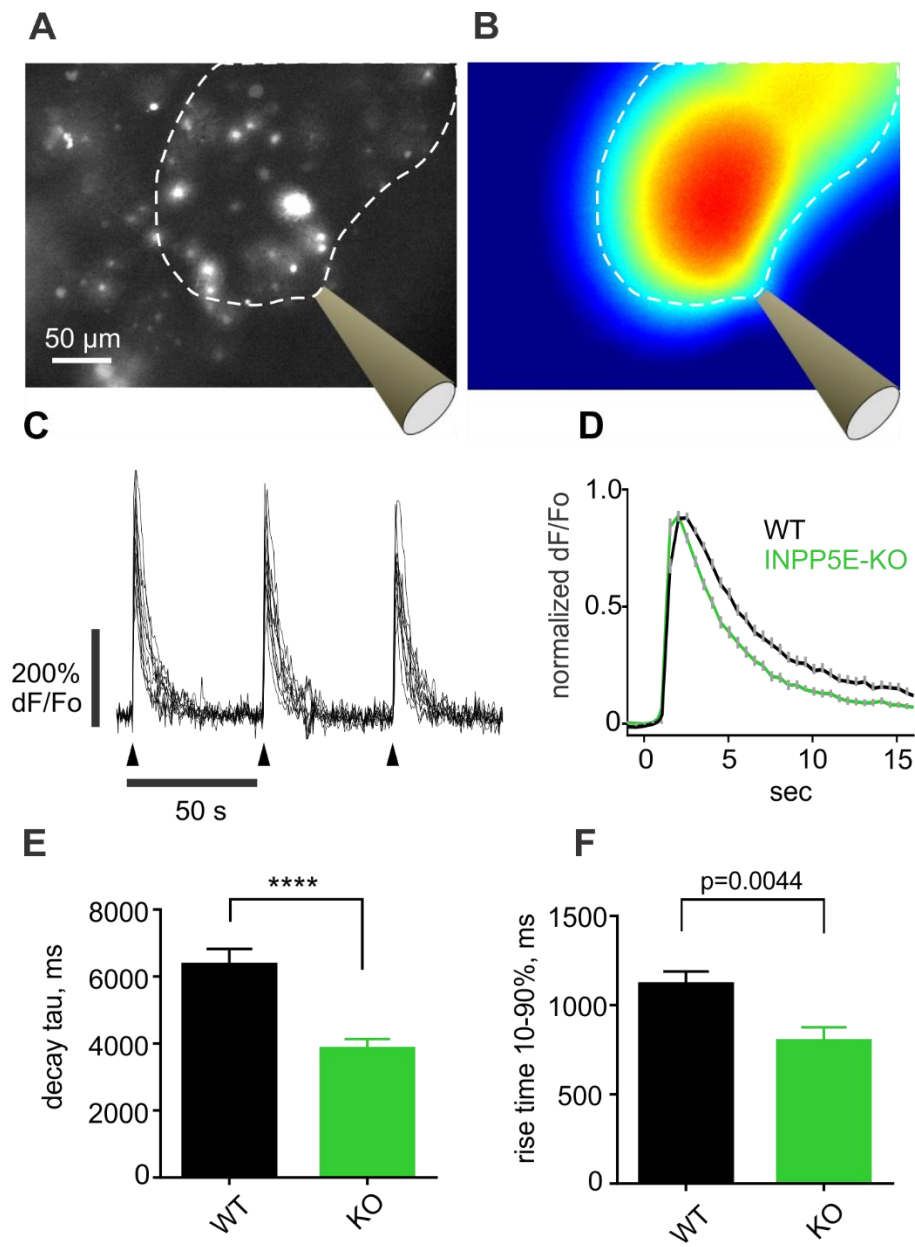 A
B
50 μm
C
D
200%
dF/Fo
50 s
normalized dF/Fo
1.0
0.5
0
WT
INPP5E-KO
0
5
10
15
sec
E
F
decay tau, ms
8000
6000
4000
2000
0
****
WT
KO
rise time 10-90%, ms
1500
1000
500
0
p=0.0044
WT
KO